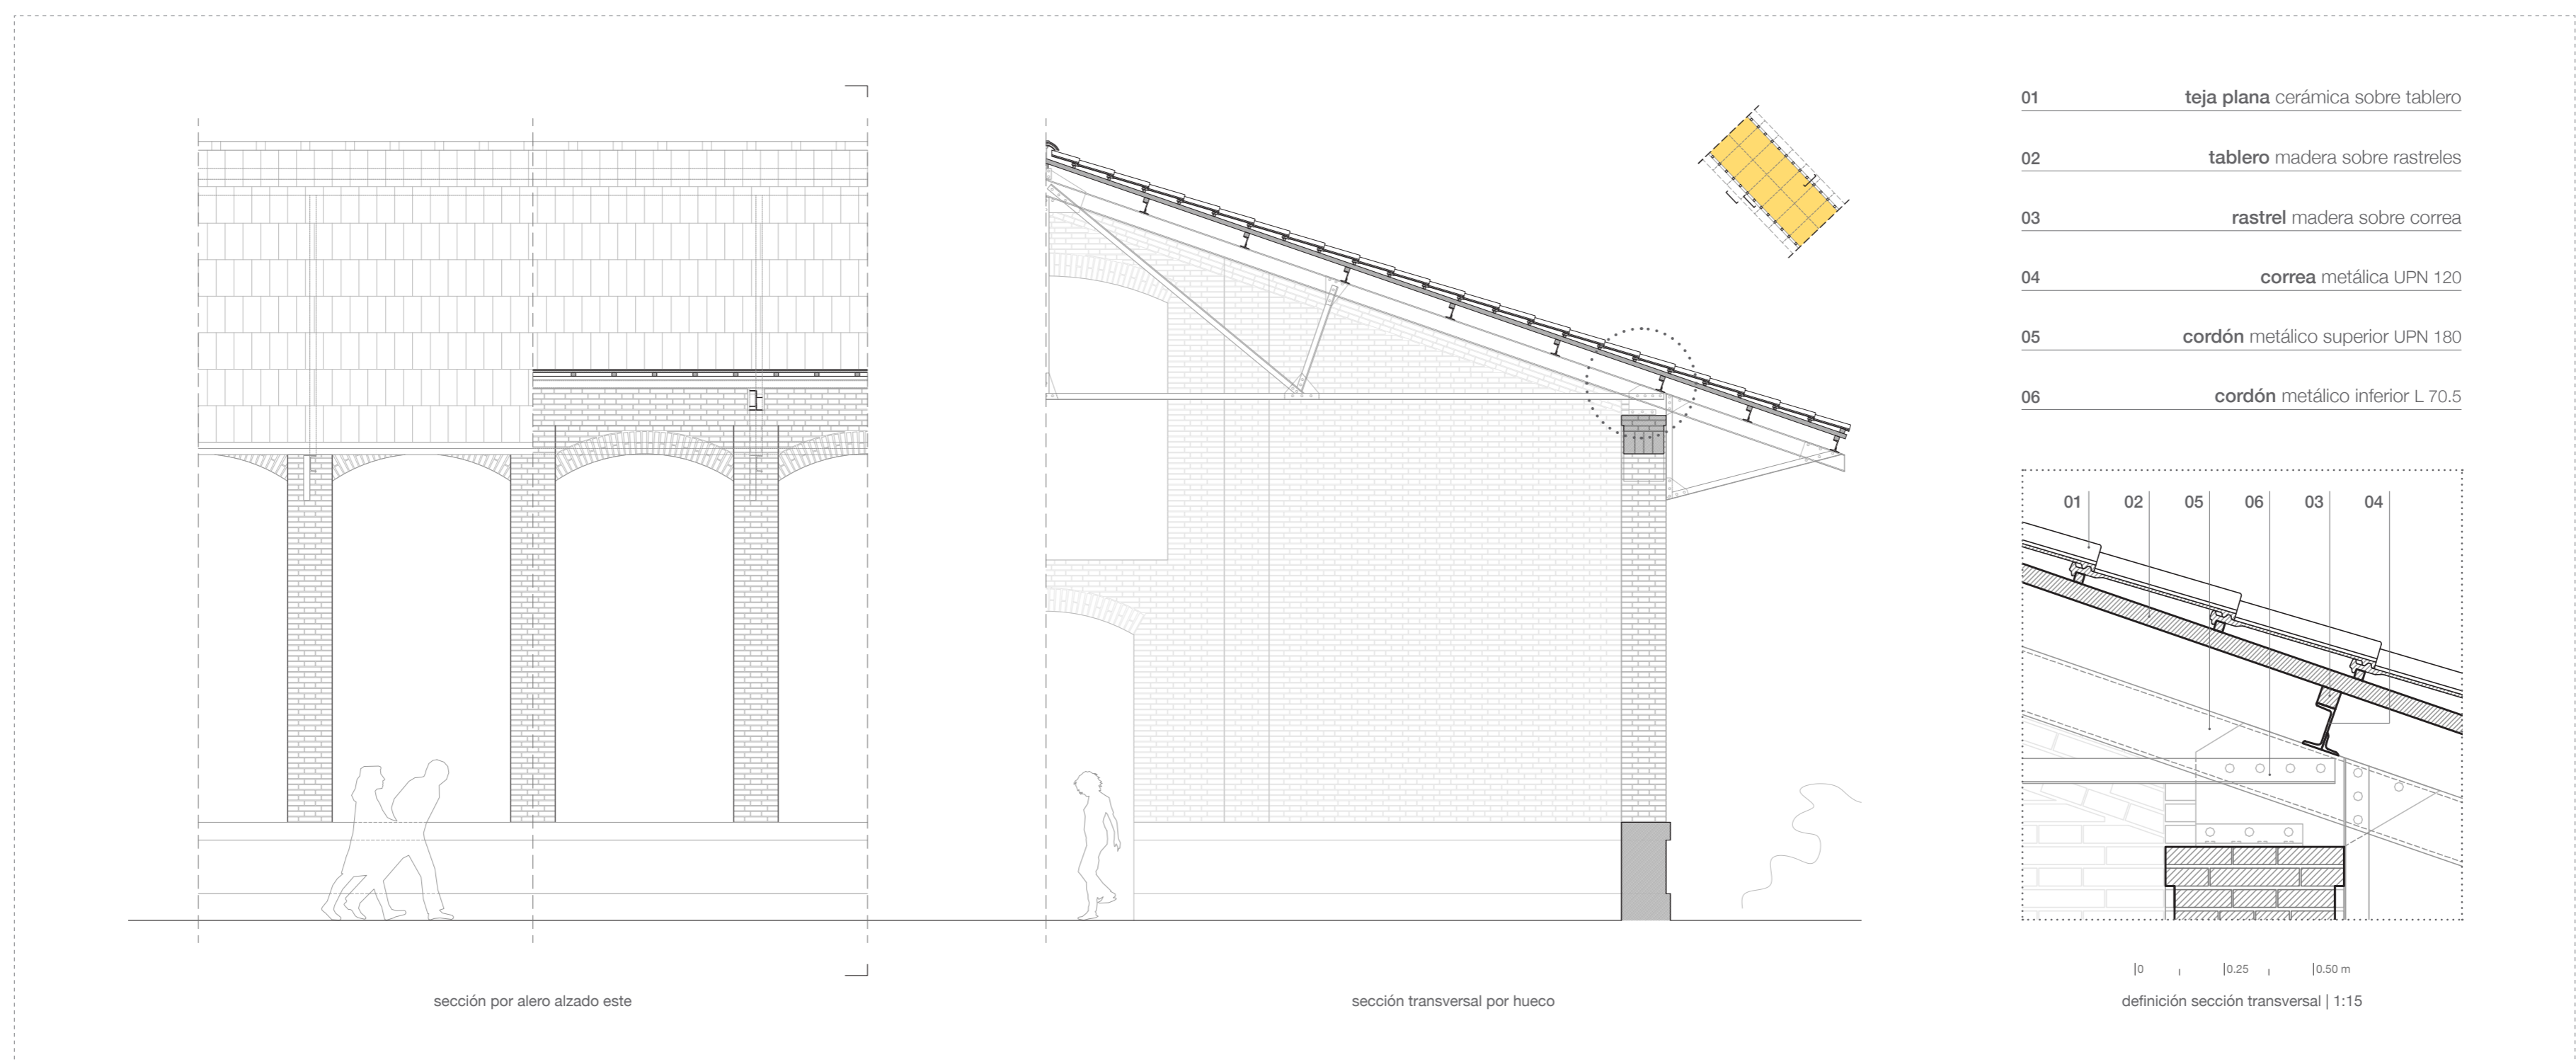 01 teja plana cerámica sobre tablero
02 tablero madera sobre rastreles
03 rastrel madera sobre correa
04 correa metálica UPN 120
05 cordón metálico superior UPN 180
06 cordón metálico inferior L 70.5
01 02 05 06 03 04
0 0.25 0.50 m
sección por alero alzado este
sección transversal por hueco
definición sección transversal | 1:15